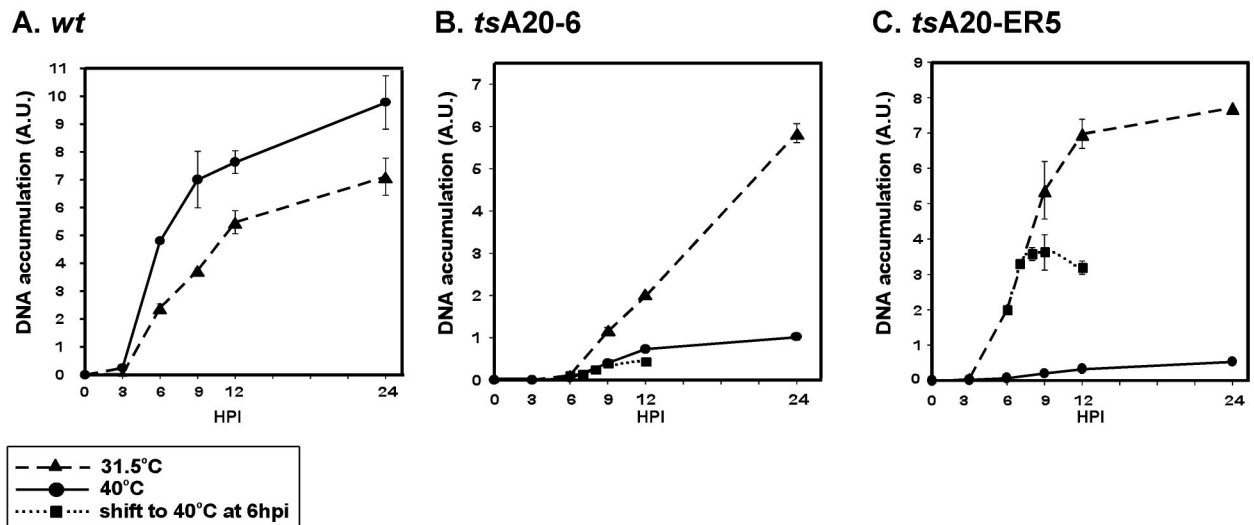 A. wt
B. tsA20-6
C. tsA20-ER5
DNA accumulation (A.U.)
11
10
9
8
7
6
5
4
3
2
1
0
0 3 6 9 12 24
HPI
DNA accumulation (A.U.)
7
6
5
4
3
2
1
0
0 3 6 9 12 24
HPI
DNA accumulation (A.U.)
9
8
7
6
5
4
3
2
1
0
0 3 6 9 12 24
HPI
31.5°C
40°C
shift to 40°C at 6hpi